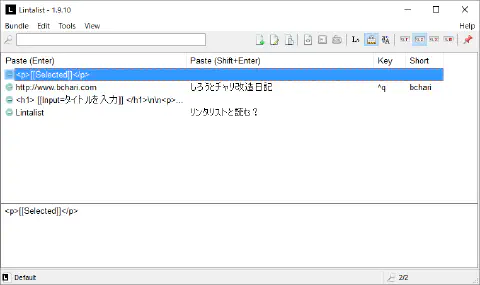 Lintalist - 1.9.10
Bundle Edit Tools View Help
Paste (Enter) Paste (Shift+Enter) Key Short
<p>[[Selected]]</p>
http://www.bchari.com しろうとチャリ改造日記 ^q bchari
<h1> [[Input=タイトルを入力]] </h1>\n\n<p>...
Lintalist リンタリストと読む?
<p>[[Selected]]</p>
Default 2/2